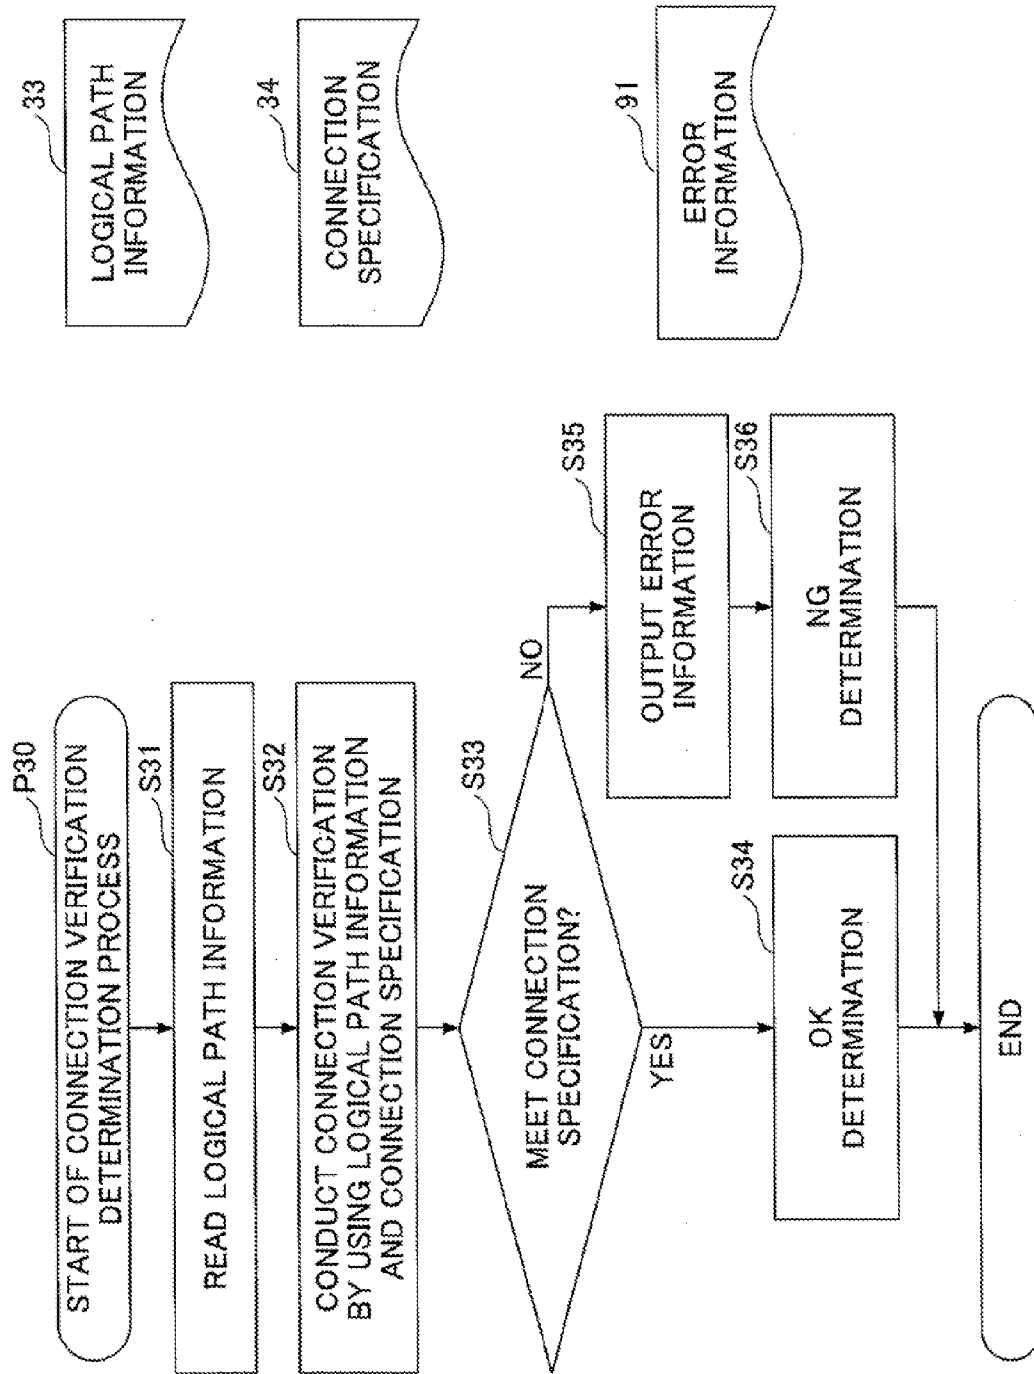 P30
START OF CONNECTION VERIFICATION
DETERMINATION PROCESS
S31
READ LOGICAL PATH INFORMATION
33
LOGICAL PATH
INFORMATION
S32
CONDUCT CONNECTION VERIFICATION
BY USING LOGICAL PATH INFORMATION
AND CONNECTION SPECIFICATION
34
CONNECTION
SPECIFICATION
S33
MEET CONNECTION
SPECIFICATION?
NO
YES
S35
OUTPUT ERROR
INFORMATION
91
ERROR
INFORMATION
S34
OK
DETERMINATION
S36
NG
DETERMINATION
END